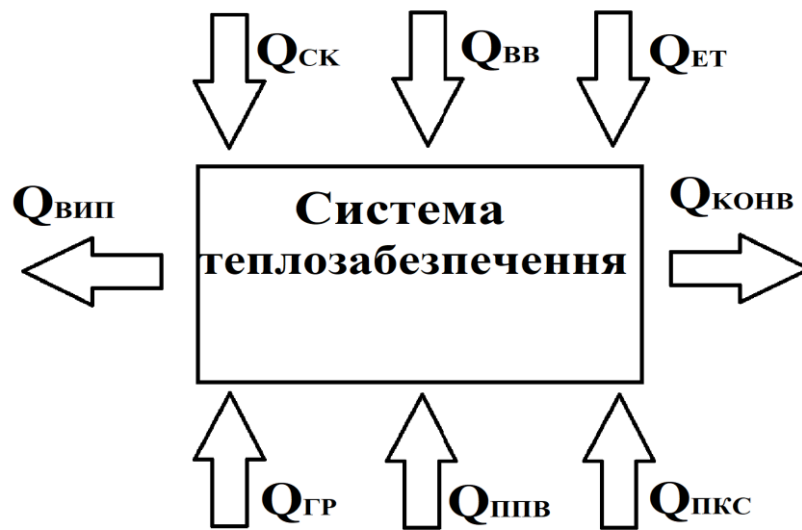 Qск Qвв Qет
Qвип
Qконв
Система
теплозабезпечення
Qгр Qппв Qпкс